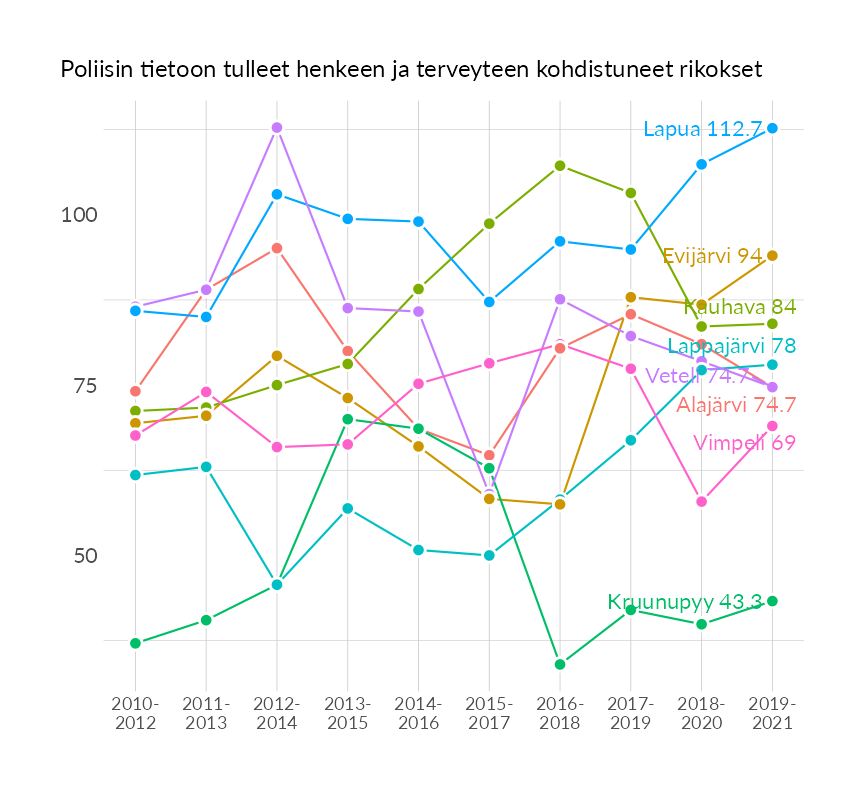 Poliisin tietoon tulleet henkeen ja terveyteen kohdistuneet rikokset
Lapua 112.7
100
Evijärvi 94
Kauhava 84
Lappajärvi 78
75
Veteli 74.7
Alajärvi 74.7
Vimpeli 69
50
Kruunupyy 43.3
2010- 2011- 2012- 2013- 2014- 2015- 2016- 2017- 2018- 2019-
2012 2013 2014 2015 2016 2017 2018 2019 2020 2021